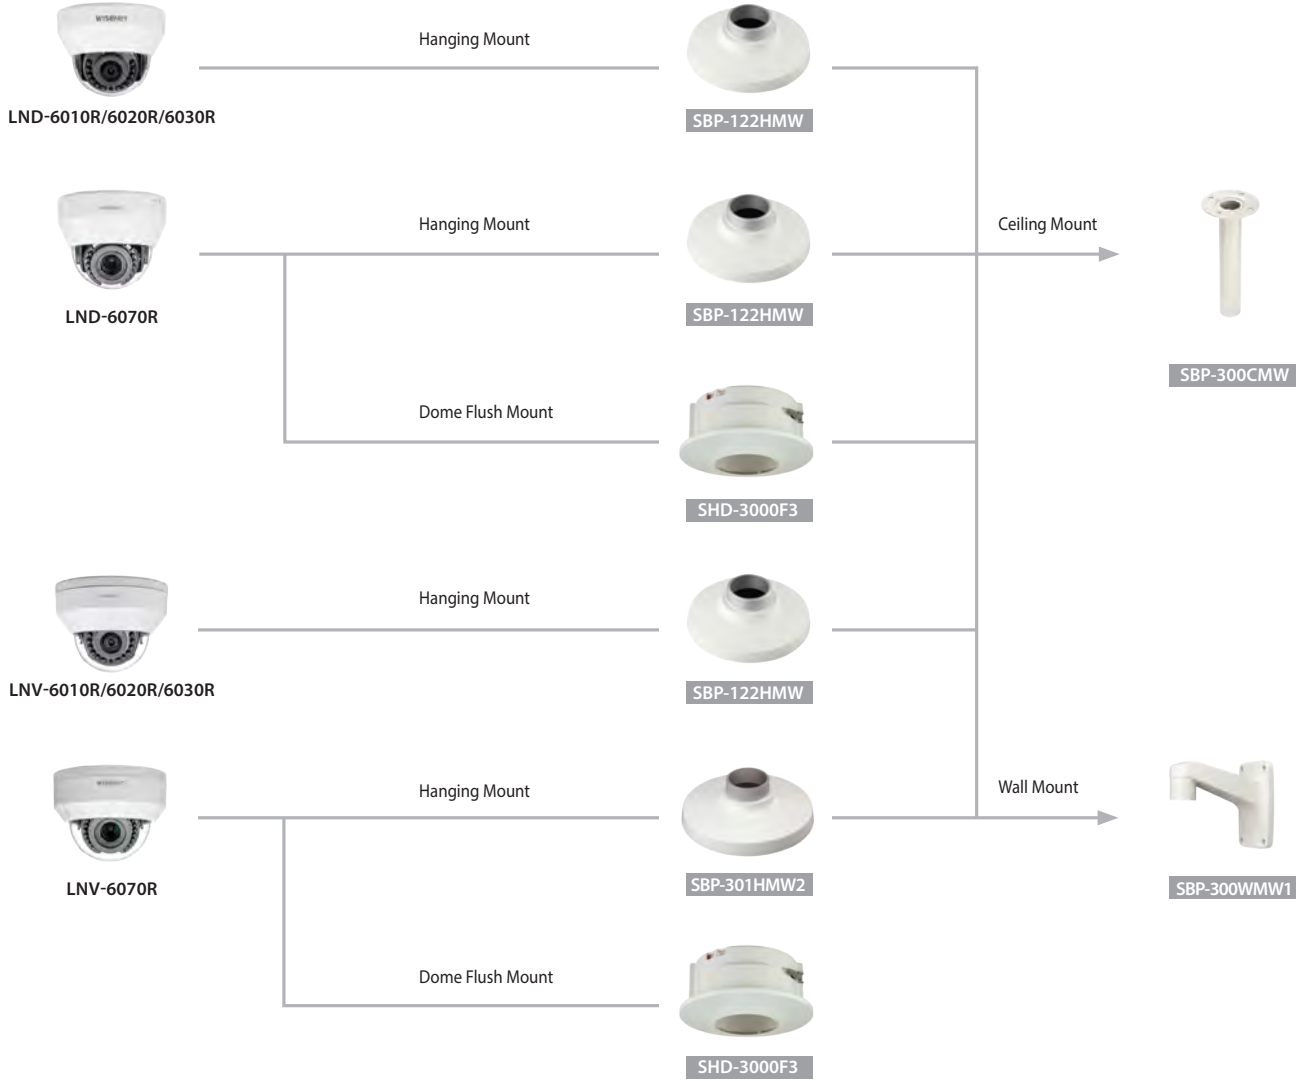 WISENET
Hanging Mount
LND-6010R/6020R/6030R
SBP-122HMW
Hanging Mount
Ceiling Mount
LND-6070R
SBP-122HMW
SBP-300CMW
Dome Flush Mount
SHD-3000F3
Hanging Mount
LNV-6010R/6020R/6030R
SBP-122HMW
WISENET
Hanging Mount
Wall Mount
LNV-6070R
SBP-301HMW2
SBP-300WMW1
Dome Flush Mount
SHD-3000F3